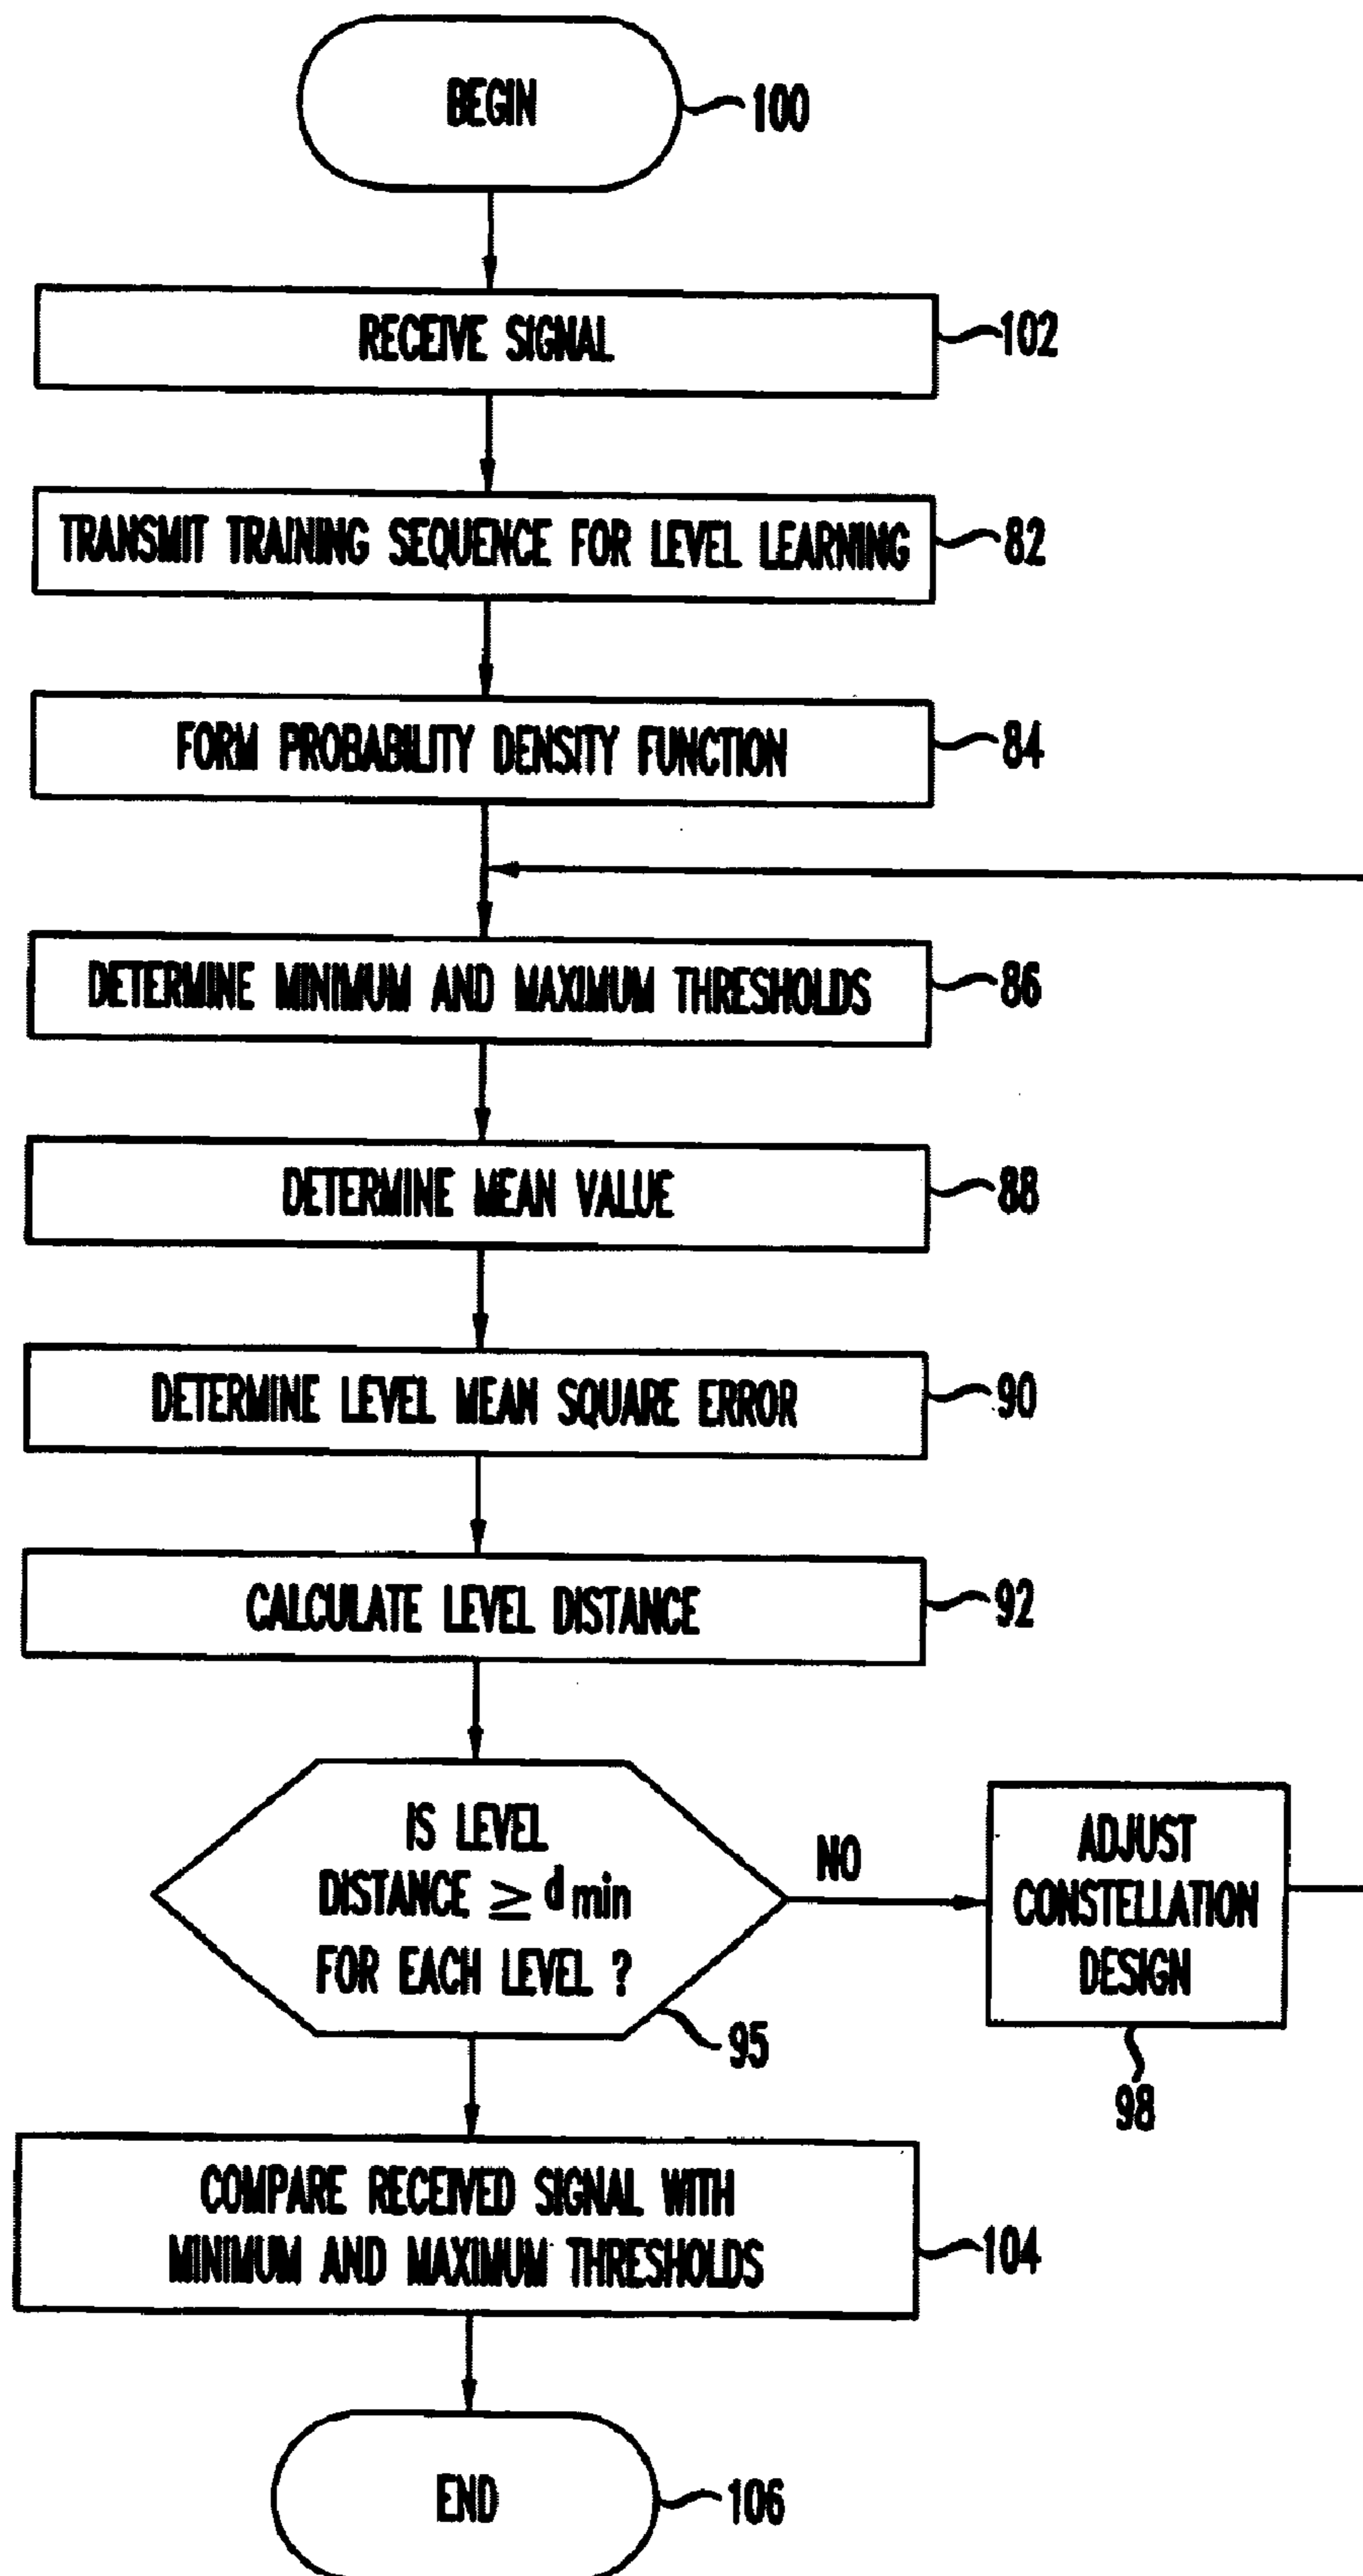 BEGIN
100
RECEIVE SIGNAL
102
TRANSMIT TRAINING SEQUENCE FOR LEVEL LEARNING
82
FORM PROBABILITY DENSITY FUNCTION
84
DETERMINE MINIMUM AND MAXIMUM THRESHOLDS
86
DETERMINE MEAN VALUE
88
DETERMINE LEVEL MEAN SQUARE ERROR
90
CALCULATE LEVEL DISTANCE
92
IS LEVEL
DISTANCE ≥ dmin
FOR EACH LEVEL ?
95
NO
ADJUST
CONSTELLATION
DESIGN
98
COMPARE RECEIVED SIGNAL WITH
MINIMUM AND MAXIMUM THRESHOLDS
104
END
106